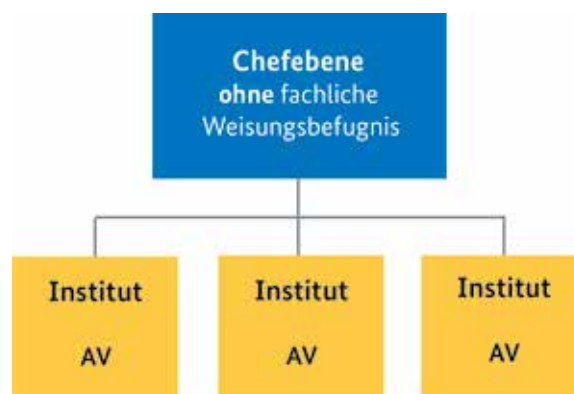 Chefebene
ohne fachliche
Weisungsbefugnis
Institut
AV
Institut
AV
Institut
AV